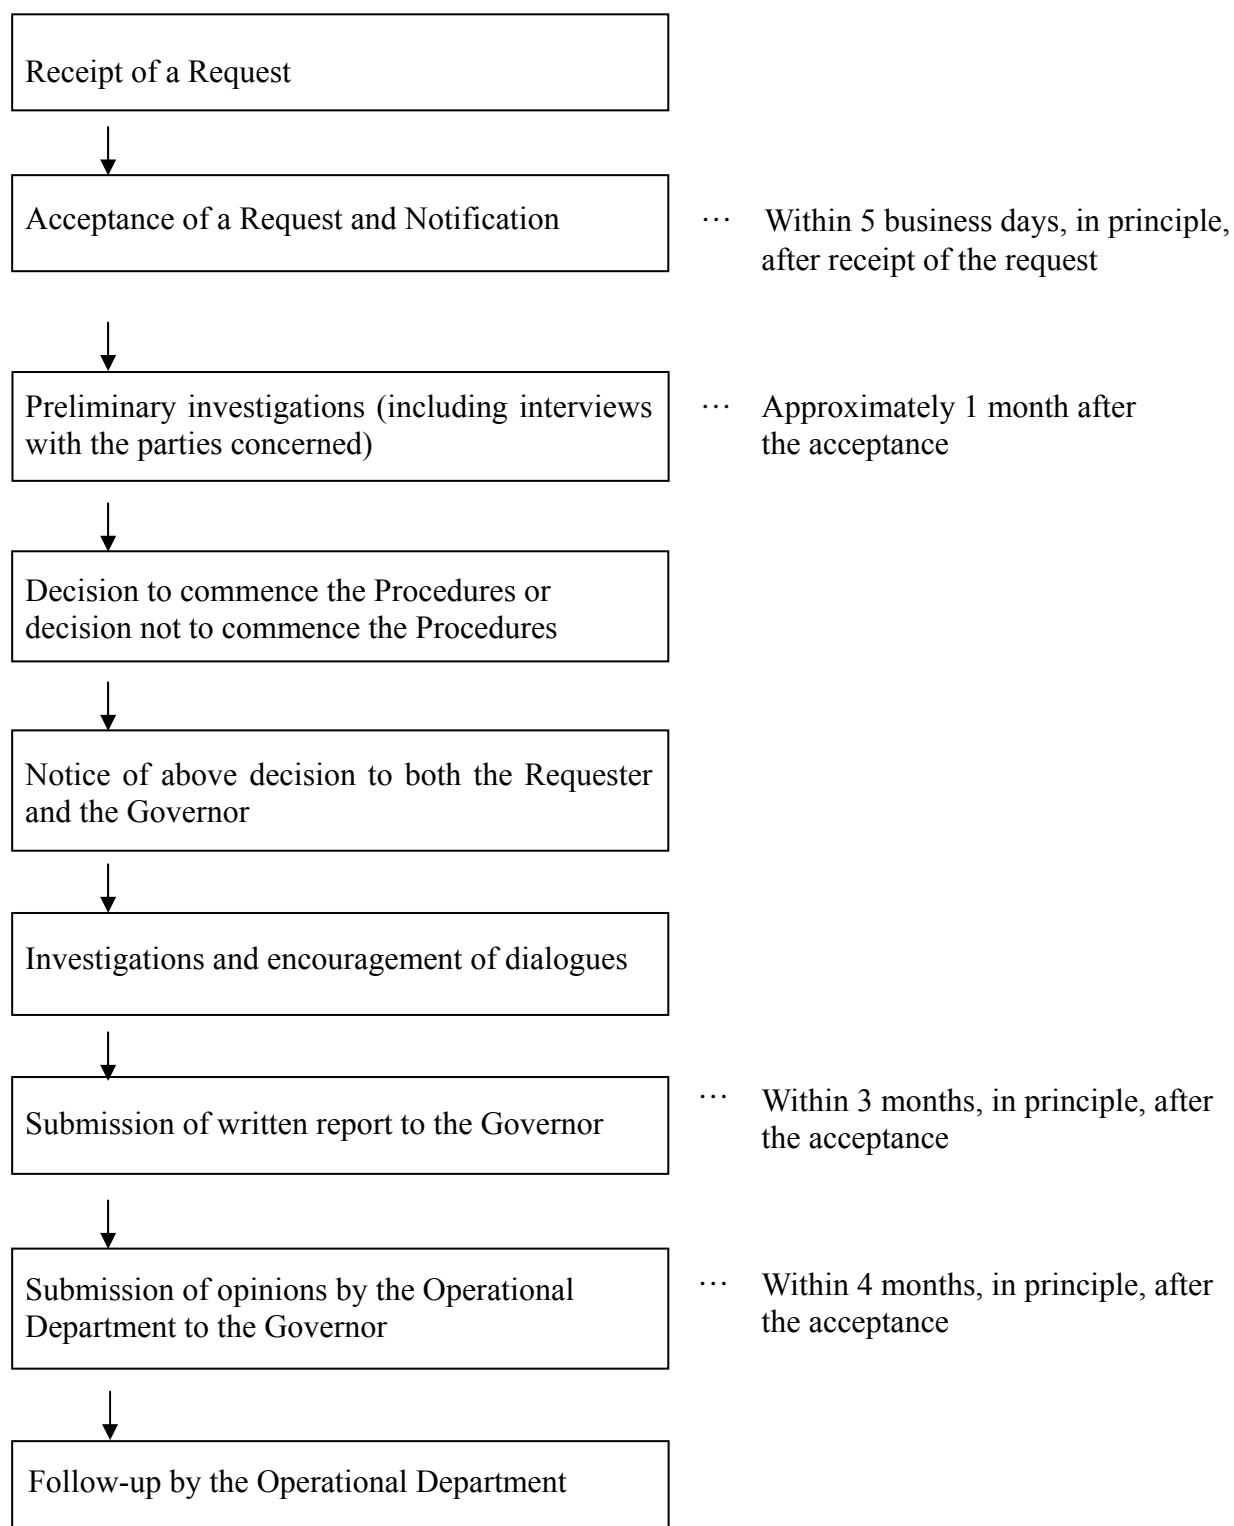 Receipt of a Request
Acceptance of a Request and Notification
… Within 5 business days, in principle,
after receipt of the request
Preliminary investigations (including interviews
with the parties concerned)
… Approximately 1 month after
the acceptance
Decision to commence the Procedures or
decision not to commence the Procedures
Notice of above decision to both the Requester
and the Governor
Investigations and encouragement of dialogues
Submission of written report to the Governor
… Within 3 months, in principle, after
the acceptance
Submission of opinions by the Operational
Department to the Governor
… Within 4 months, in principle, after
the acceptance
Follow-up by the Operational Department